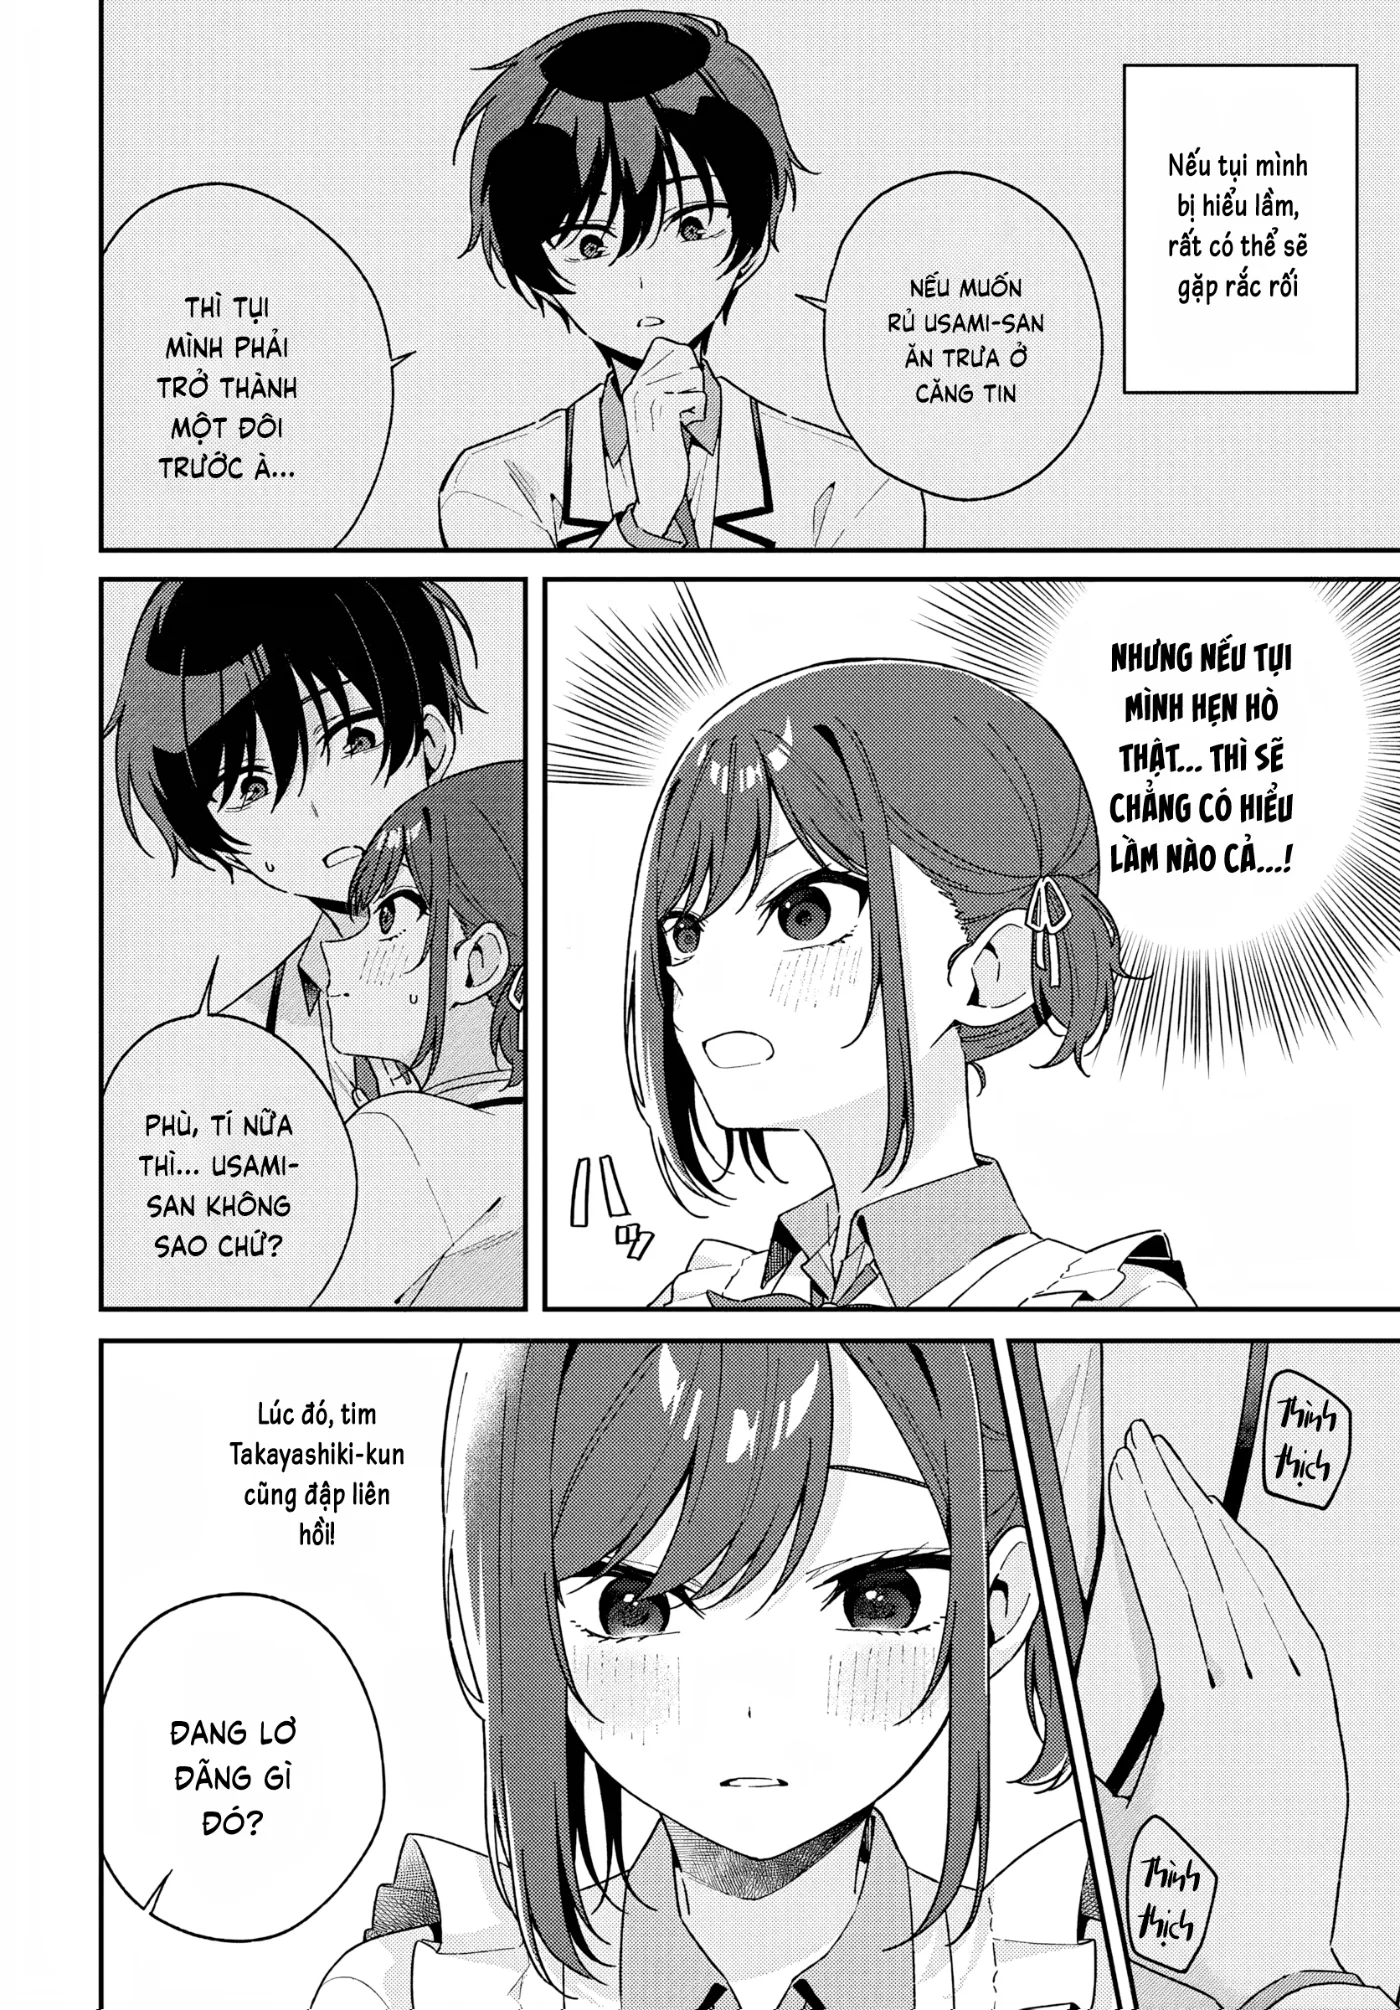 Nếu tụi mình
bị hiểu lầm,
rất có thể sẽ
gặp rắc rối
NẾU MUỐN
RỦ USAMI-SAN
ĂN TRƯA Ở
CĂNG TIN
THÌ TỤI
MÌNH PHẢI
TRỞ THÀNH
MỘT ĐÔI
TRƯỚC À...
NHƯNG NẾU TỤI
MÌNH HẸN HÒ
THẬT... THÌ SẼ
CHẲNG CÓ HIỂU
LẦM NÀO CẢ...!
バッ
PHÙ, TÍ NỮA
THÌ... USAMI-
SAN KHÔNG
SAO CHỨ?
Thình
thịch
Thình
thịch
Lúc đó, tim
Takayashiki-kun
cũng đập liên
hồi!
ĐANG LƠ
ĐÃNG GÌ
ĐÓ?